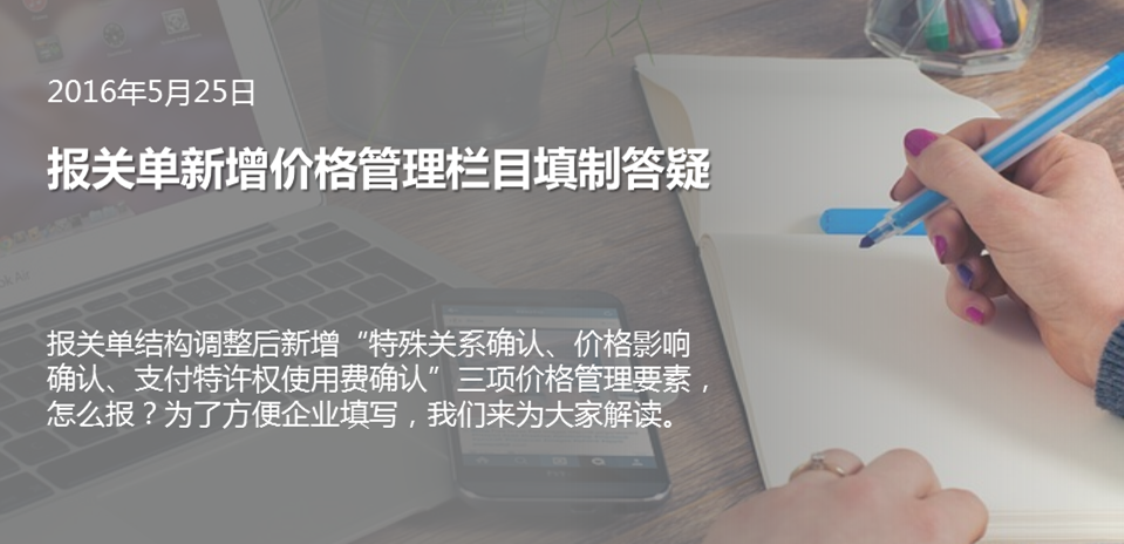 2016年5月25日
报关单新增价格管理栏目填制答疑
报关单结构调整后新增“特殊关系确认、价格影响
确认、支付特许权使用费确认”三项价格管理要素，
怎么报？为了方便企业填写，我们来为大家解读。